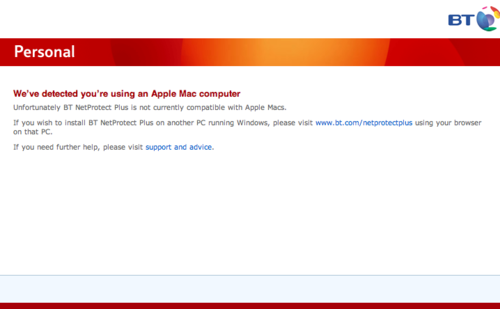 BT
Personal
We've detected you're using an Apple Mac computer
Unfortunately BT NetProtect Plus is not currently compatible with Apple Macs.
If you wish to install BT NetProtect Plus on another PC running Windows, please visit www.bt.com/netprotectplus using your browser
on that PC.
If you need further help, please visit support and advice.